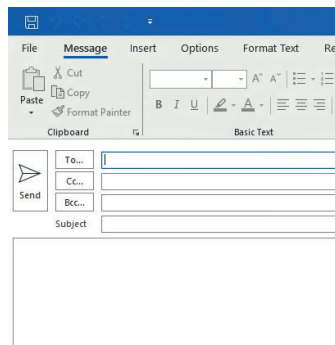 File Message Insert Options Format Text Re
Cut
Copy
Paste
Format Painter
B I U A
Clipboard
Basic Text
To...
Cc...
Send
Bcc...
Subject